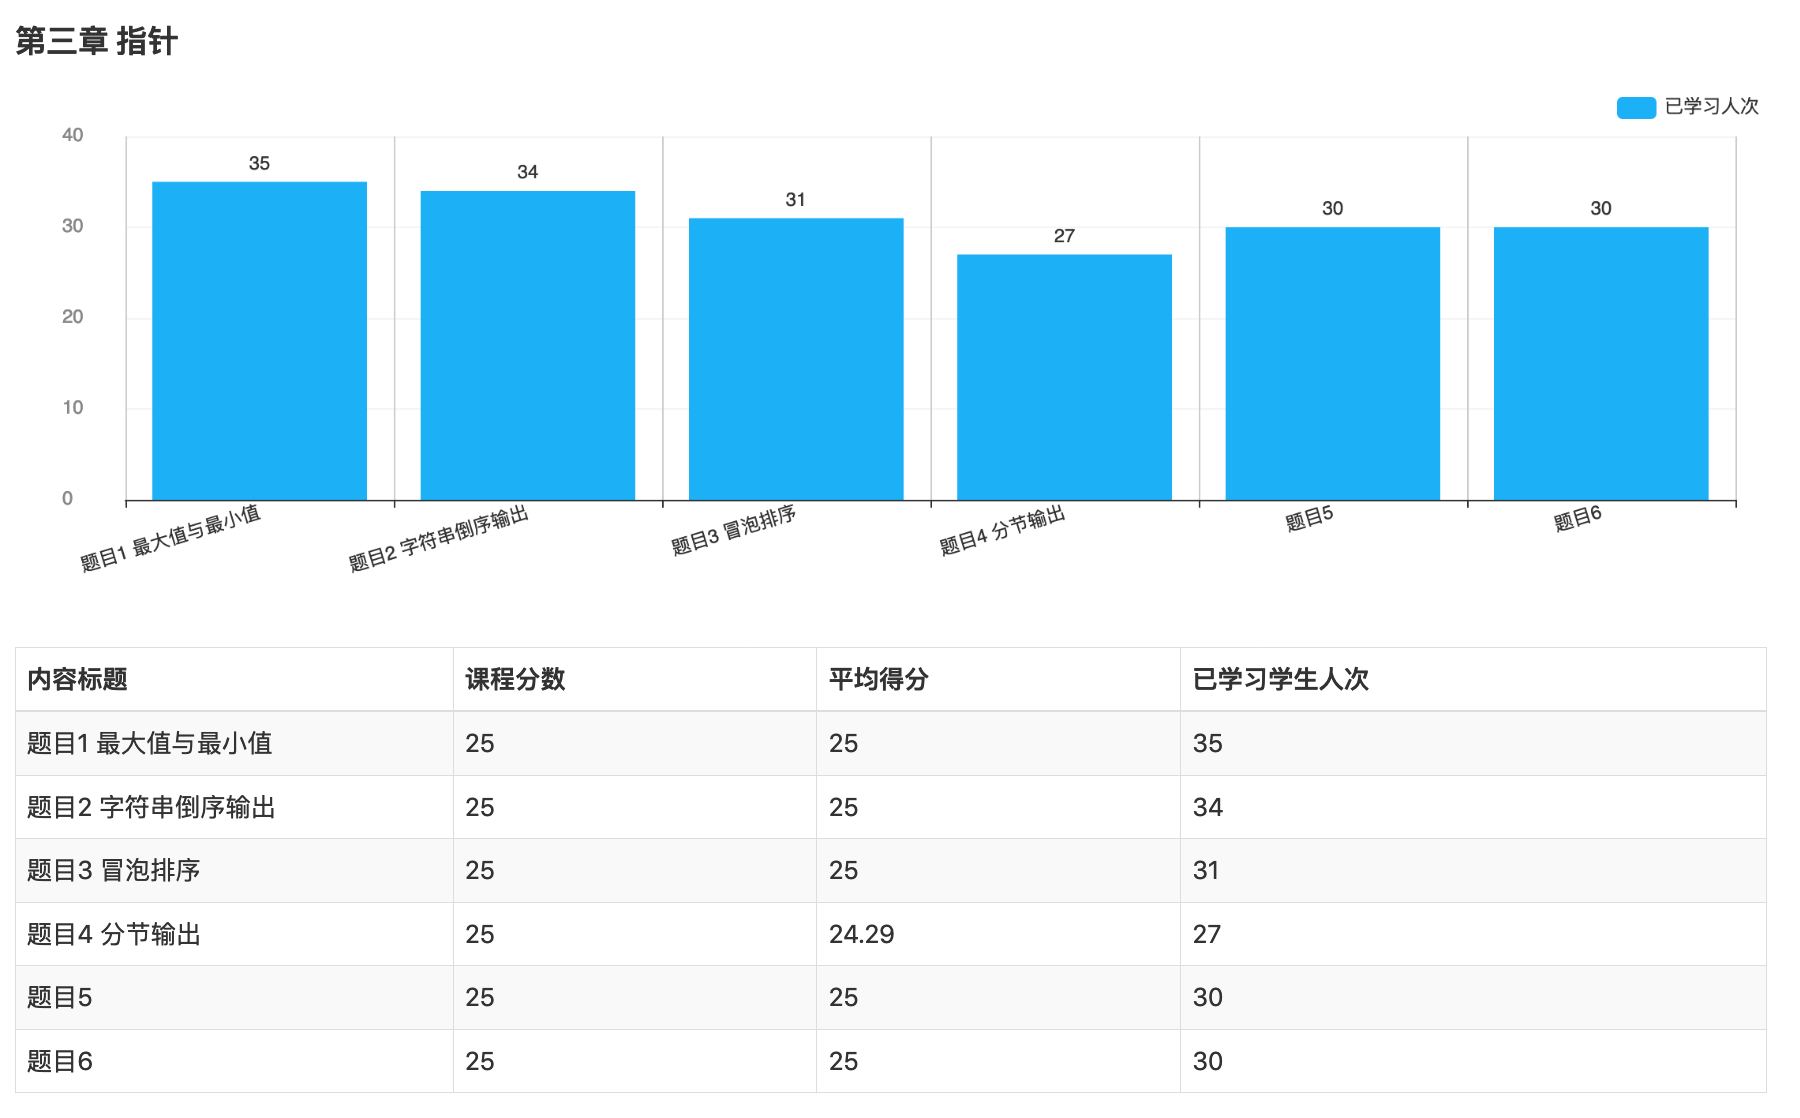 第三章 指针
已学习人次
40
30
20
10
0
35
34
31
27
30
30
题目1 最大值与最小值
题目2 字符串倒序输出
题目3 冒泡排序
题目4 分节输出
题目5
题目6
内容标题 课程分数 平均得分 已学习学生人次
题目1 最大值与最小值 25 25 35
题目2 字符串倒序输出 25 25 34
题目3 冒泡排序 25 25 31
题目4 分节输出 25 24.29 27
题目5 25 25 30
题目6 25 25 30